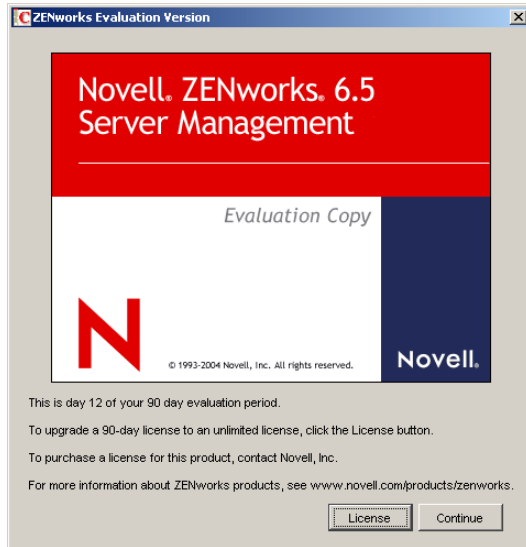 ZENworks Evaluation Version
Novell® ZENworks® 6.5
Server Management
Evaluation Copy
© 1993-2004 Novell, Inc. All rights reserved.
Novell®
This is day 12 of your 90 day evaluation period.
To upgrade a 90-day license to an unlimited license, click the License button.
To purchase a license for this product, contact Novell, Inc.
For more information about ZENworks products, see www.novell.com/products/zenworks.
License Continue